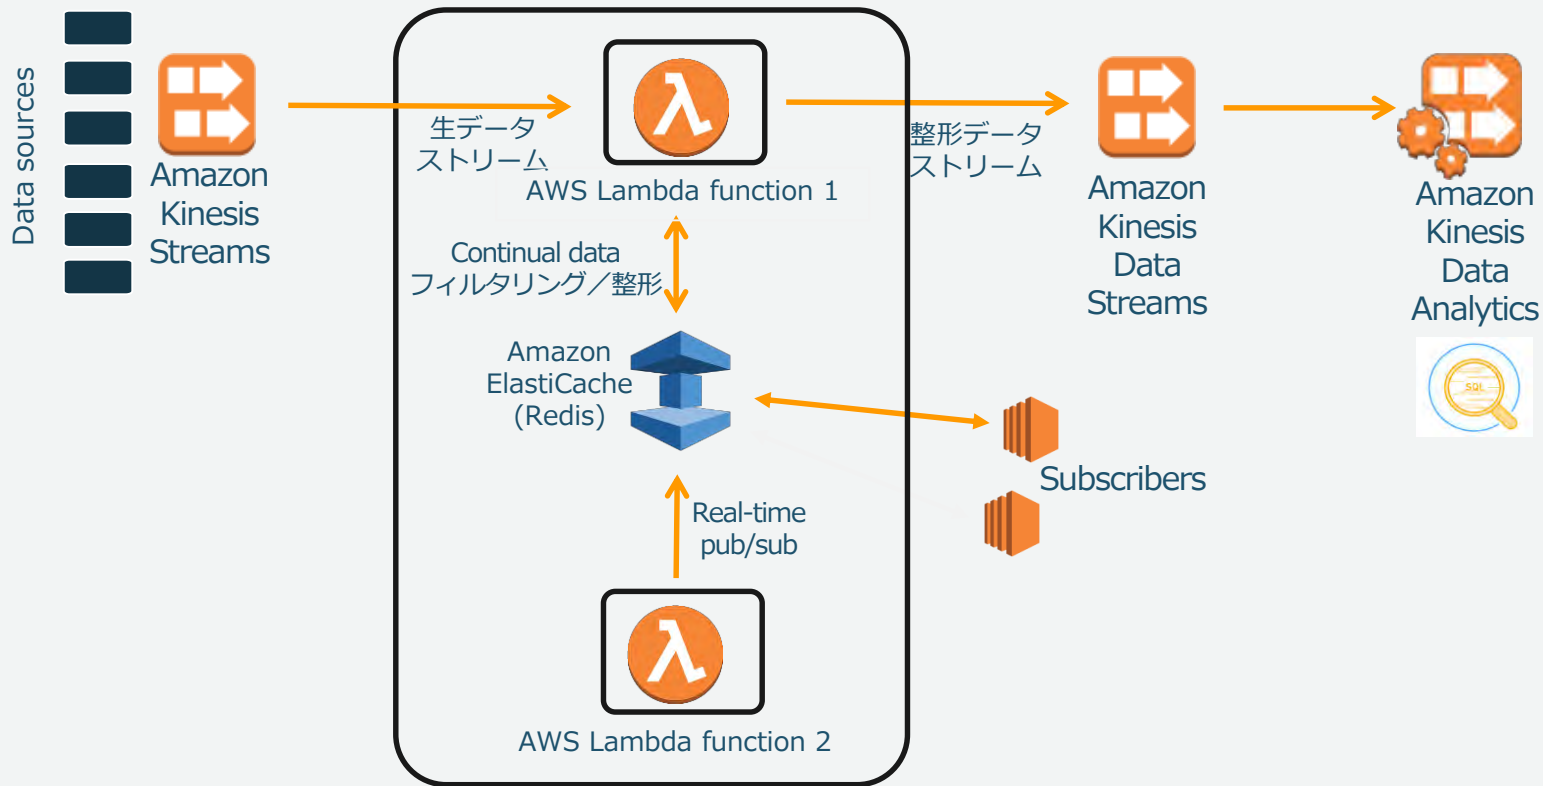 Data sources
Amazon
Kinesis
Streams
生データ
ストリーム
AWS Lambda function 1
整形データ
ストリーム
Amazon
Kinesis
Data
Streams
Amazon
Kinesis
Data
Analytics
SQL
Continual data
フィルタリング／整形
Amazon
ElastiCache
(Redis)
Subscribers
Real-time
pub/sub
AWS Lambda function 2